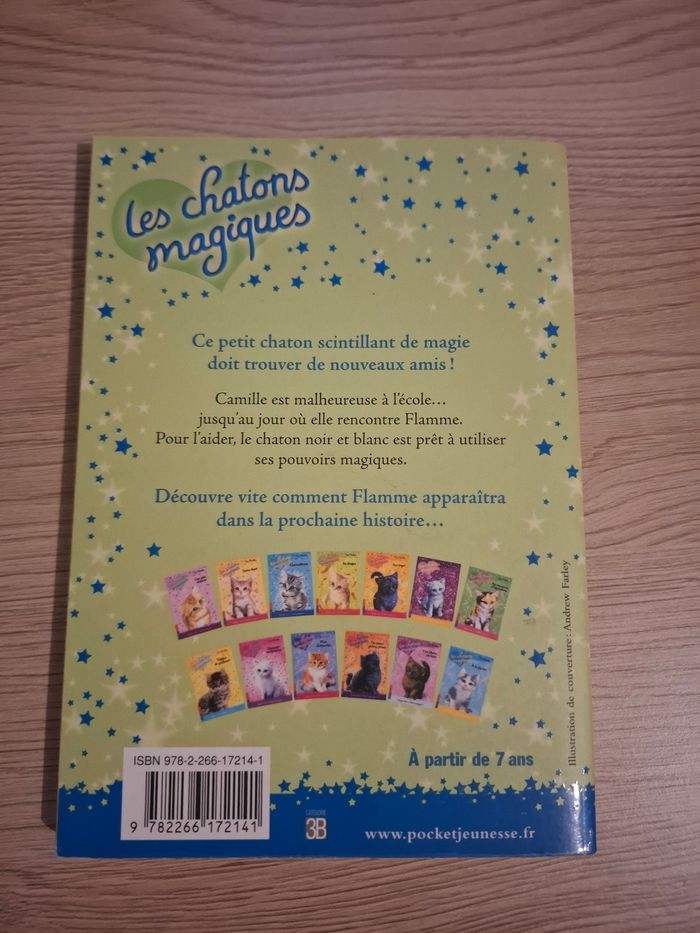 les chatons
magiques
Ce petit chaton scintillant de magie
doit trouver de nouveaux amis !
Camille est malheureuse à l'école…
jusqu'au jour où elle rencontre Flamme.
Pour l'aider, le chaton noir et blanc est prêt à utiliser
ses pouvoirs magiques.
Découvre vite comment Flamme apparaîtra
dans la prochaine histoire…
Illustration de couverture : Andrew Farley
ISBN 978-2-266-17214-1
À partir de 7 ans
9 782266 172141
CATÉGORIE
3B
www.pocketjeunesse.fr